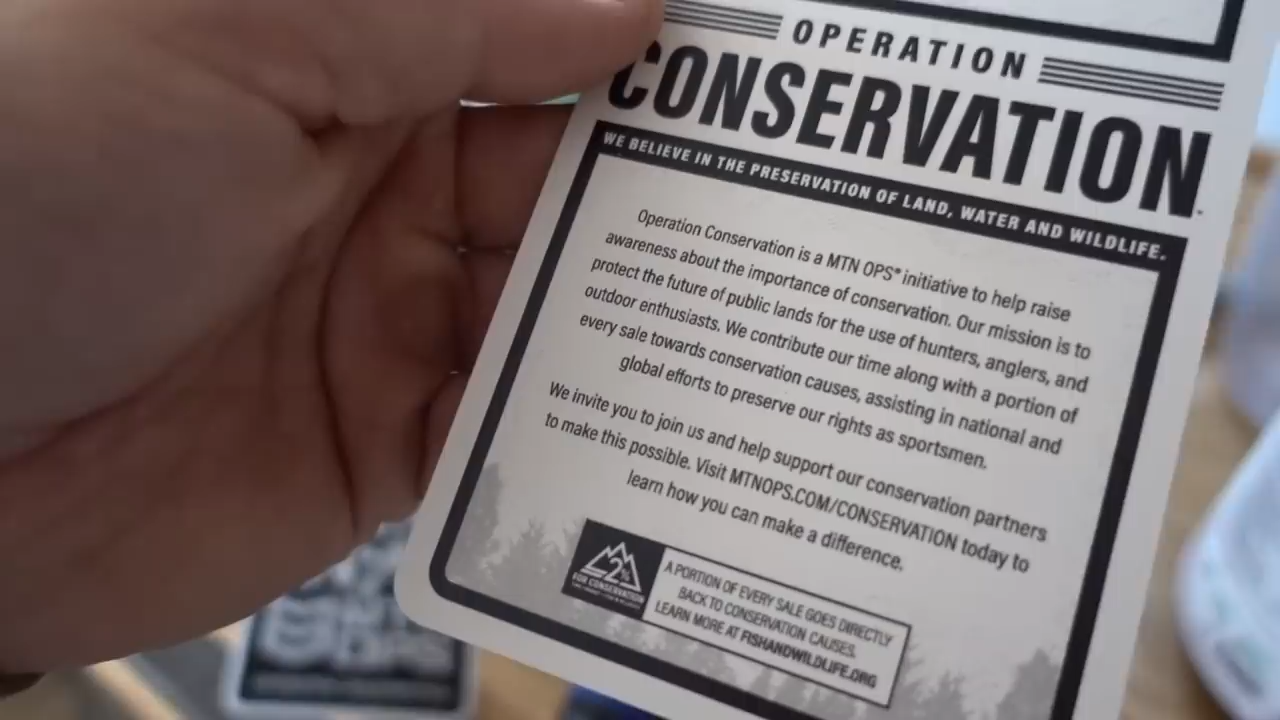 OPERATION
CONSERVATION
WE BELIEVE IN THE PRESERVATION OF LAND, WATER AND WILDLIFE.
Operation Conservation is a MTN OPS® initiative to help raise
awareness about the importance of conservation. Our mission is to
protect the future of public lands for the use of hunters, anglers, and
outdoor enthusiasts. We contribute our time along with a portion of
every sale towards conservation causes, assisting in national and
global efforts to preserve our rights as sportsmen.
We invite you to join us and help support our conservation partners
to make this possible. Visit MTNOPS.COM/CONSERVATION today to
learn how you can make a difference.
2%
FOR CONSERVATION
A PORTION OF EVERY SALE GOES DIRECTLY
BACK TO CONSERVATION CAUSES.
LEARN MORE AT FISHANDWILDLIFE.ORG